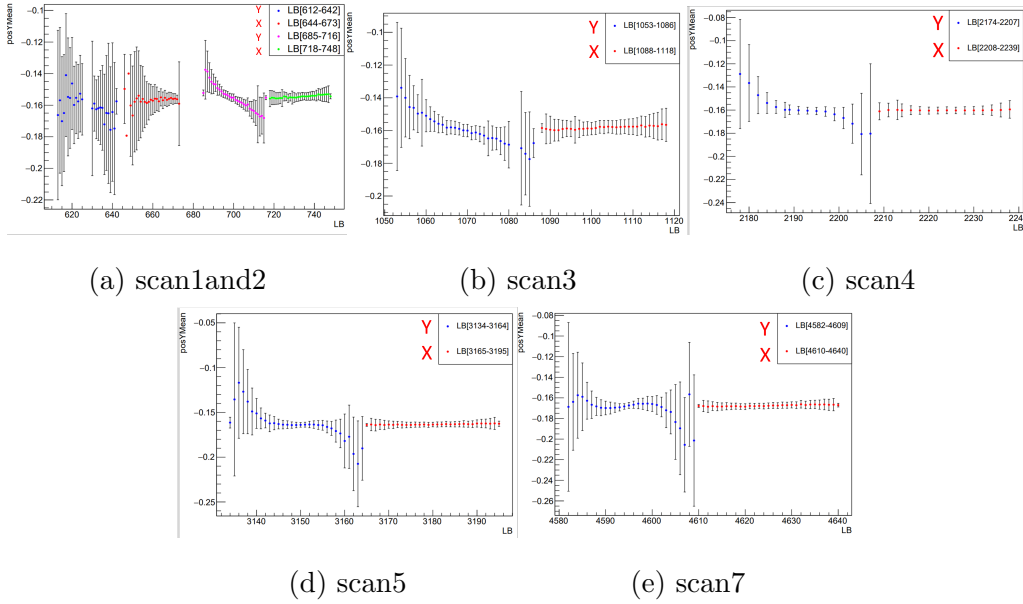 posYMean
−0.1
−0.12
−0.14
−0.16
−0.18
−0.2
−0.22
620
640
660
680
700
720
740
LB
Y LB[612-642]
X LB[644-673]
Y LB[685-716]
X LB[718-748]
(a) scan1and2
posYMean
−0.1
−0.12
−0.14
−0.16
−0.18
−0.2
1050
1060
1070
1080
1090
1100
1110
1120
LB
Y LB[1053-1086]
X LB[1088-1118]
(b) scan3
posYMean
−0.08
−0.1
−0.12
−0.14
−0.16
−0.18
−0.2
−0.22
−0.24
2180
2190
2200
2210
2220
2230
224
LB
Y LB[2174-2207]
X LB[2208-2239]
(c) scan4
posYMean
−0.05
−0.1
−0.15
−0.2
−0.25
3140
3150
3160
3170
3180
3190
LB
Y LB[3134-3164]
X LB[3165-3195]
(d) scan5
posYMean
−0.08
−0.1
−0.12
−0.14
−0.16
−0.18
−0.2
−0.22
−0.24
−0.26
4580
4590
4600
4610
4620
4630
4640
LB
Y LB[4582-4609]
X LB[4610-4640]
(e) scan7